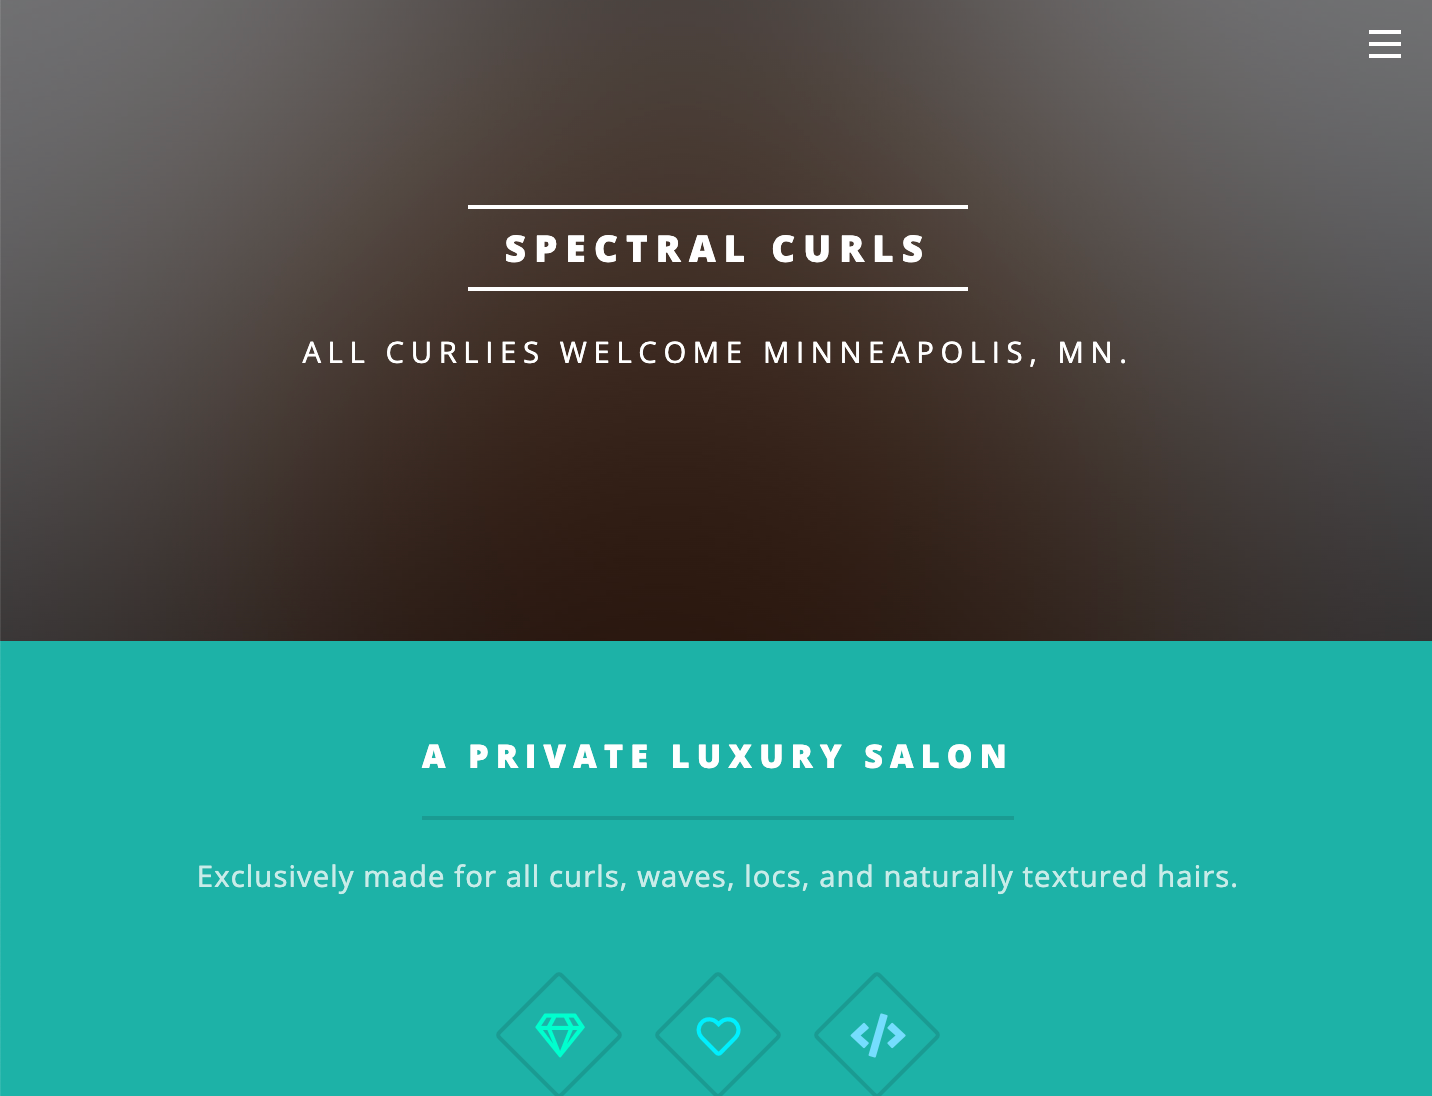 SPECTRAL CURLS
ALL CURLIES WELCOME MINNEAPOLIS, MN.
A PRIVATE LUXURY SALON
Exclusively made for all curls, waves, locs, and naturally textured hairs.